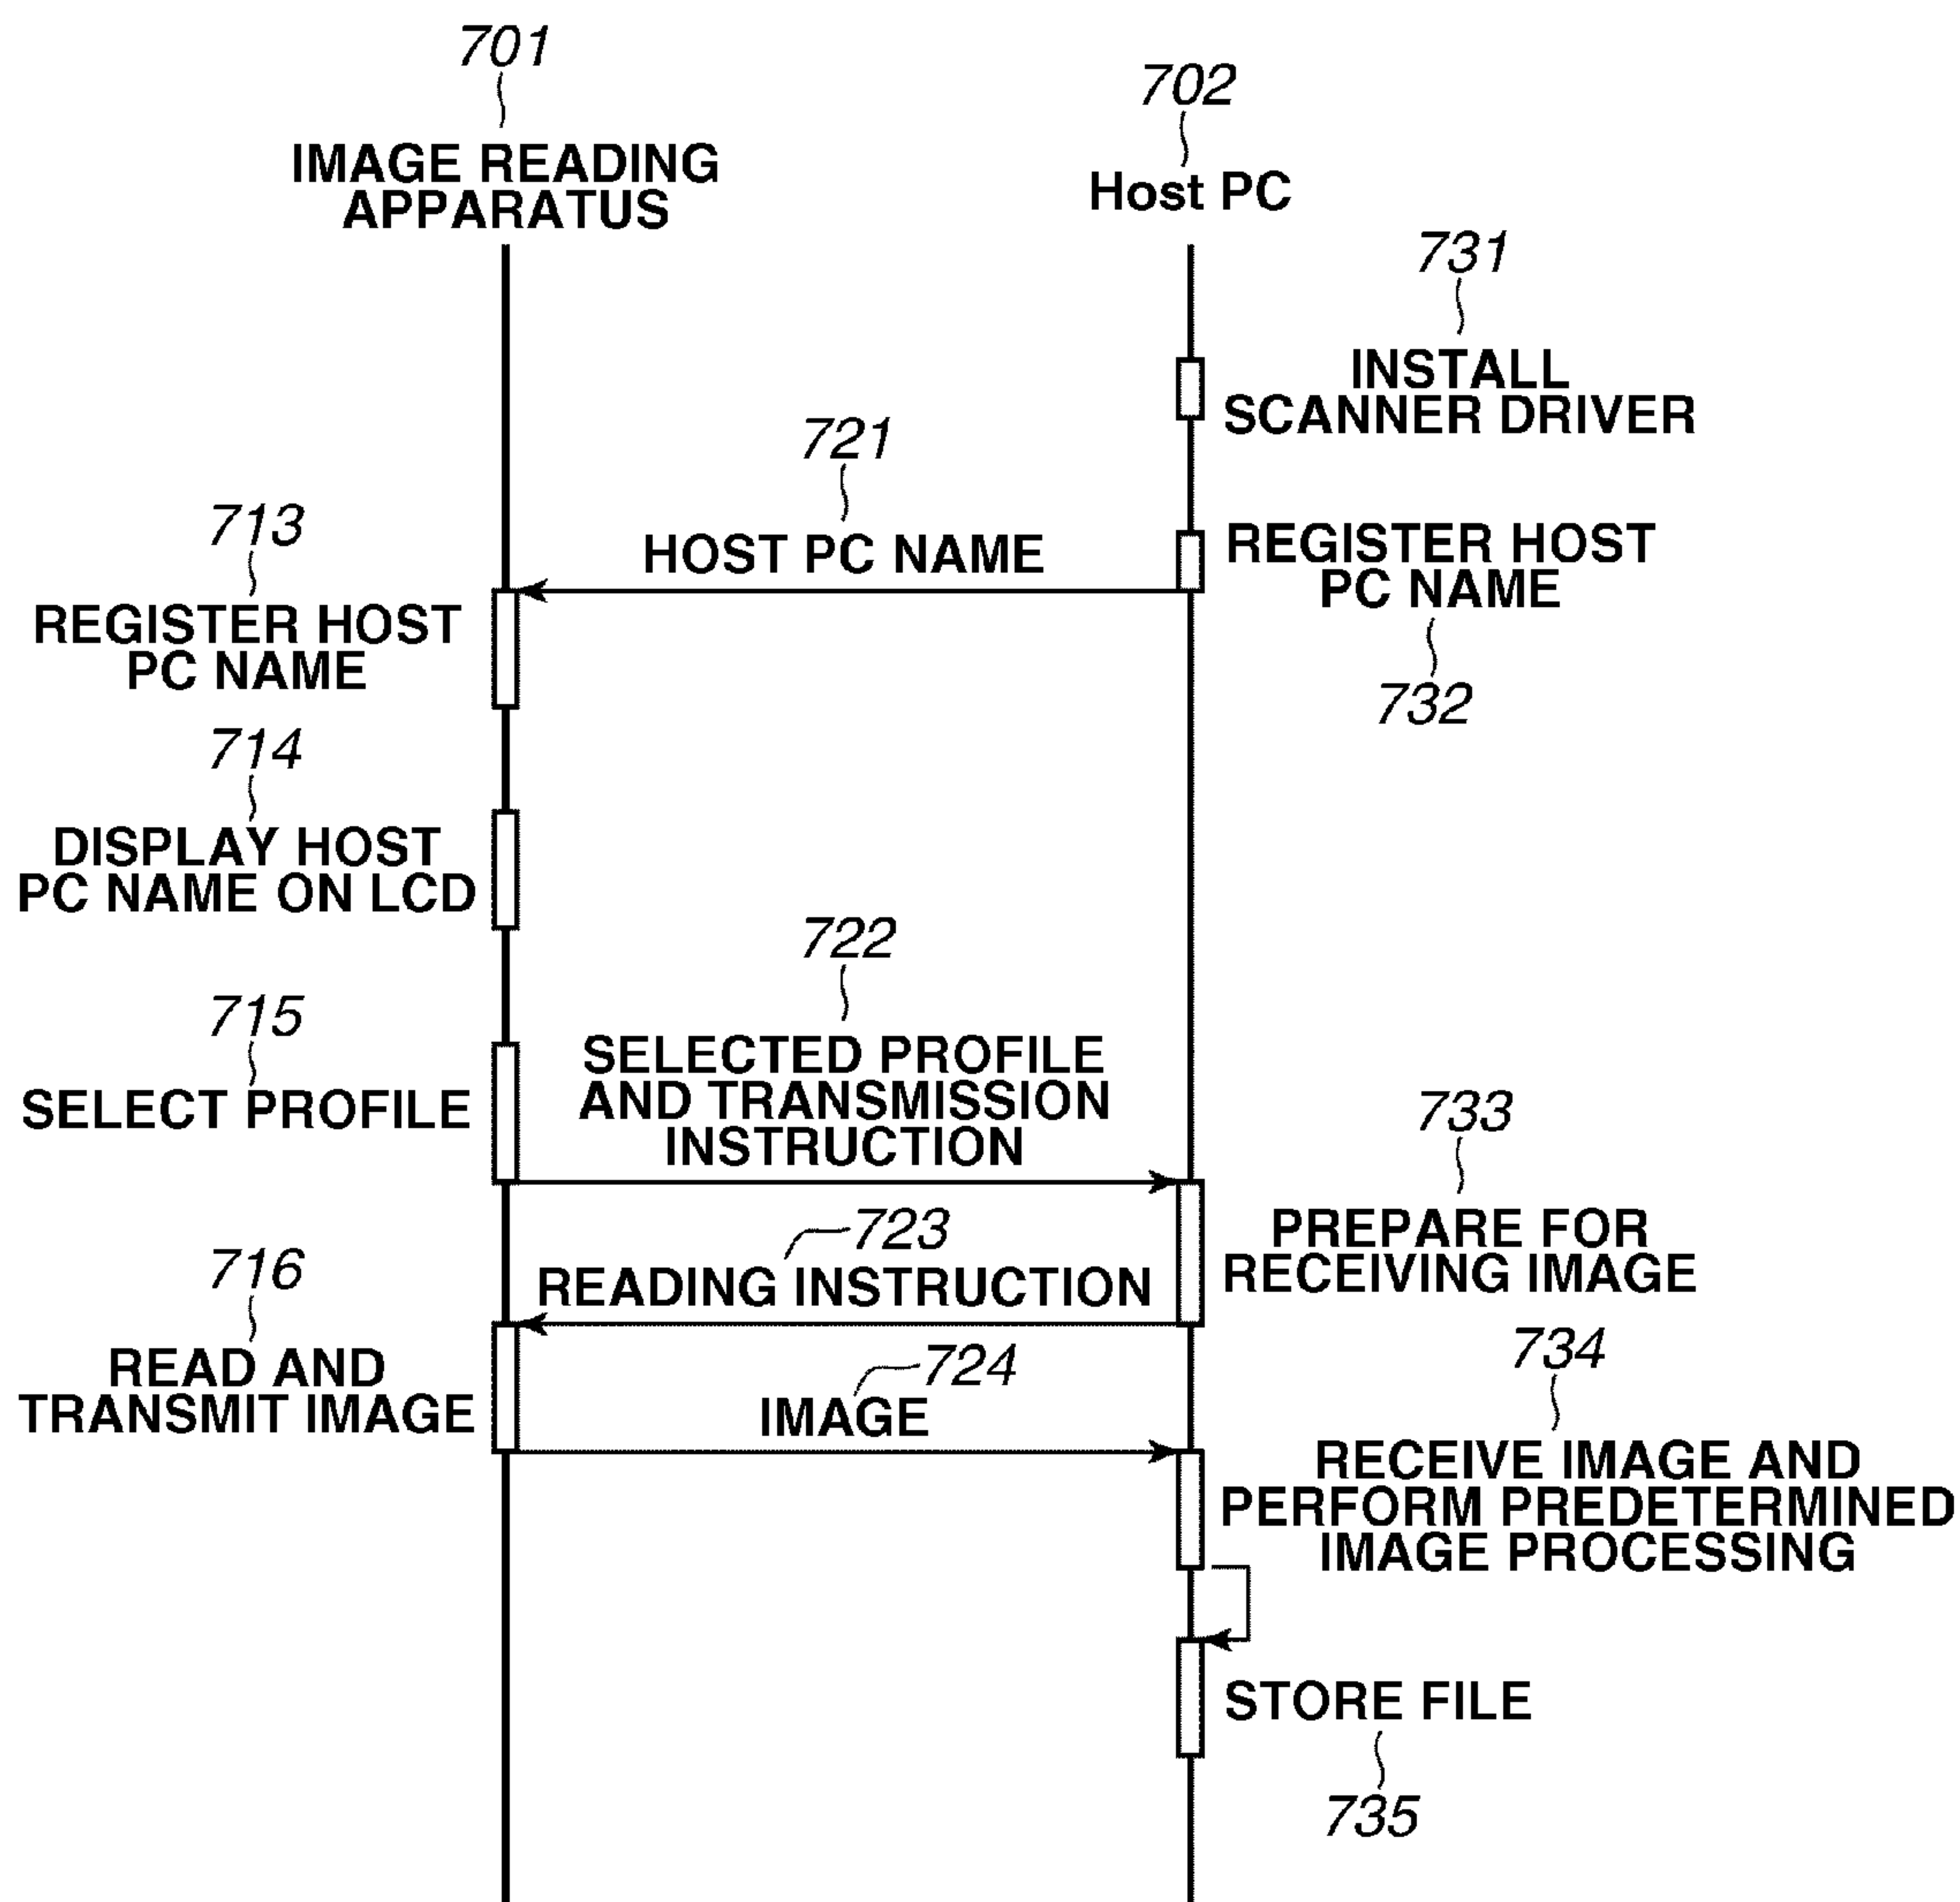 701
IMAGE READING
APPARATUS
702
Host PC
731
INSTALL
SCANNER DRIVER
721
HOST PC NAME
REGISTER HOST
PC NAME
732
713
REGISTER HOST
PC NAME
714
DISPLAY HOST
PC NAME ON LCD
722
SELECTED PROFILE
AND TRANSMISSION
INSTRUCTION
715
SELECT PROFILE
733
PREPARE FOR
RECEIVING IMAGE
723
READING INSTRUCTION
716
READ AND
TRANSMIT IMAGE
724
IMAGE
734
RECEIVE IMAGE AND
PERFORM PREDETERMINED
IMAGE PROCESSING
STORE FILE
735